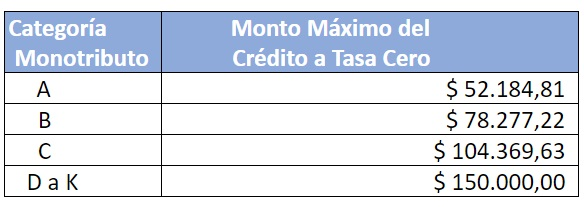 Categoría Monto Máximo del
Monotributo Crédito a Tasa Cero
A $ 52.184,81
B $ 78.277,22
C $ 104.369,63
D a K $ 150.000,00